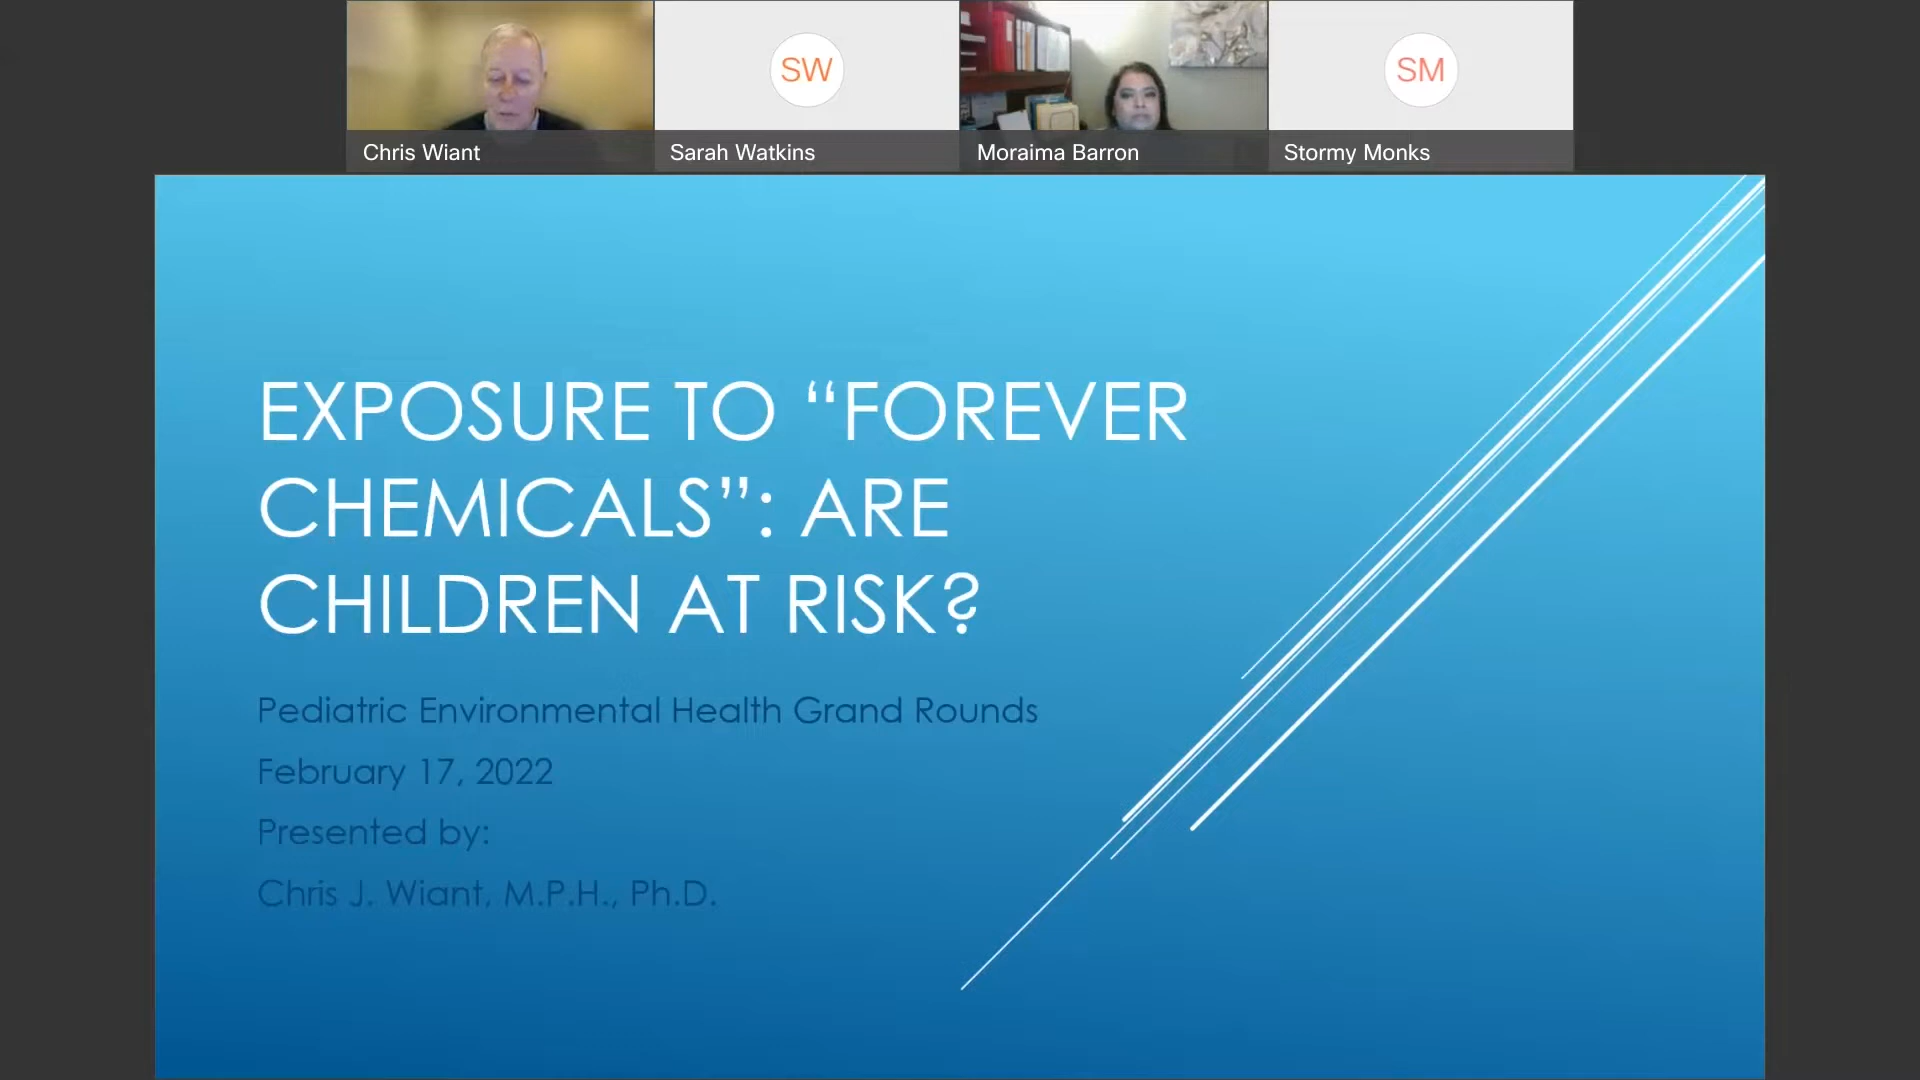 SW
SM
Chris Wiant
Sarah Watkins
Moraima Barron
Stormy Monks
EXPOSURE TO “FOREVER
CHEMICALS”: ARE
CHILDREN AT RISK?
Pediatric Environmental Health Grand Rounds
February 17, 2022
Presented by:
Chris J. Wiant, M.P.H., Ph.D.